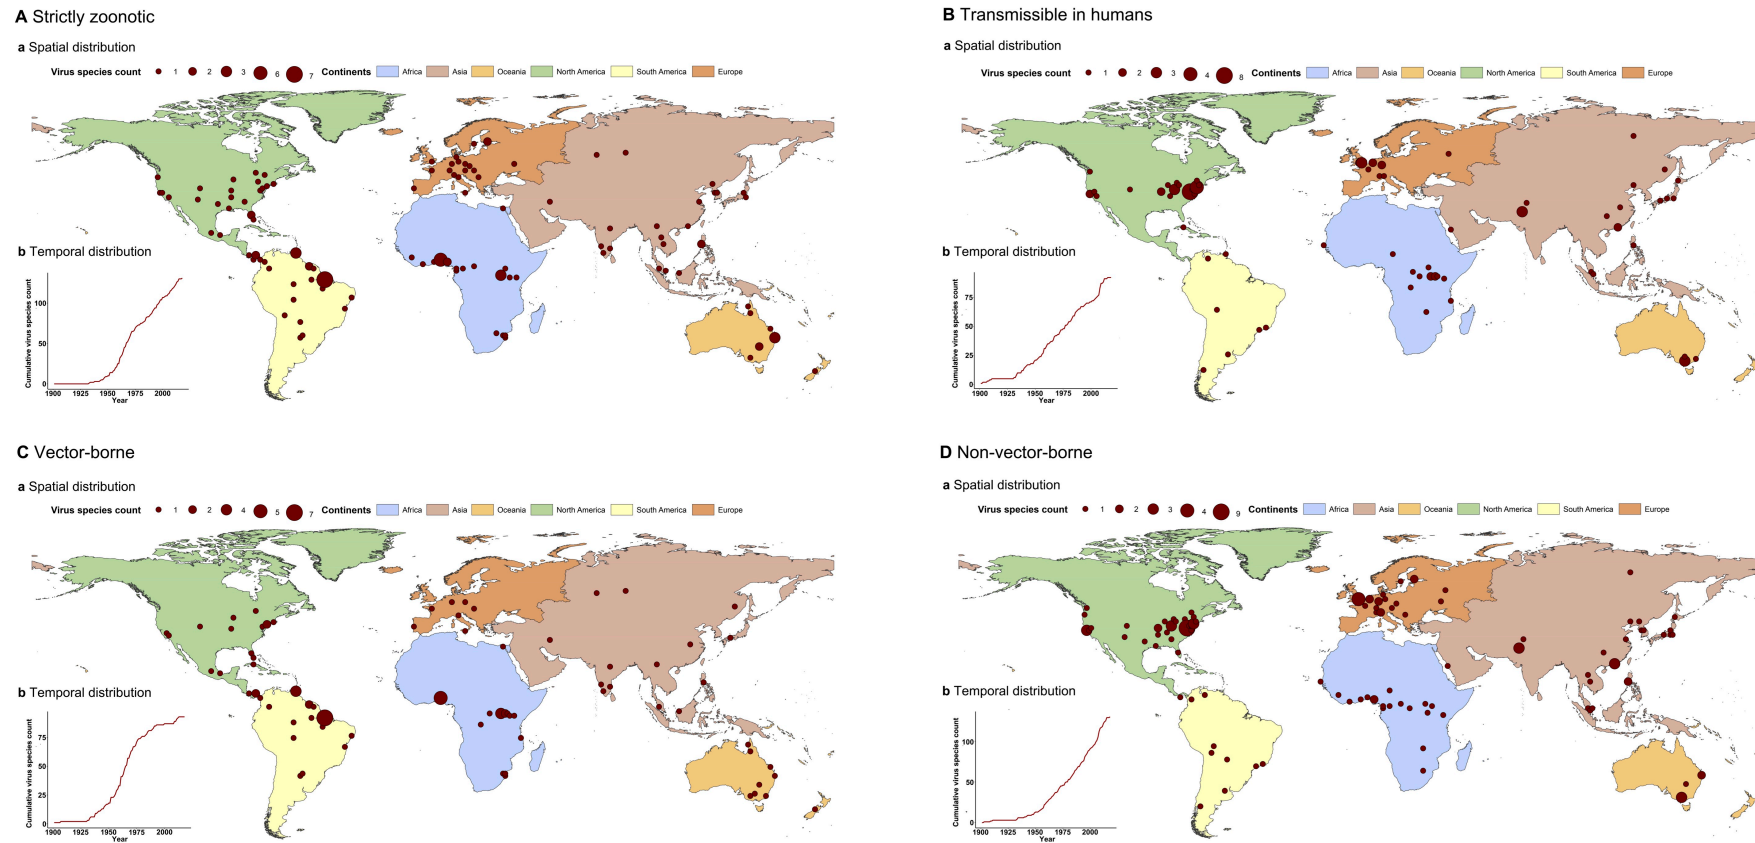 A Strictly zoonotic
a Spatial distribution
Virus species count 1 2 3 6 7 Continents Africa Asia Oceania North America South America Europe
b Temporal distribution
Cumulative virus species count
100
50
0
1900 1925 1950 1975 2000
Year
B Transmissible in humans
a Spatial distribution
Virus species count 1 2 3 4 8 Continents Africa Asia Oceania North America South America Europe
b Temporal distribution
Cumulative virus species count
75
50
25
0
1900 1925 1950 1975 2000
Year
C Vector-borne
a Spatial distribution
Virus species count 1 2 4 5 7 Continents Africa Asia Oceania North America South America Europe
b Temporal distribution
Cumulative virus species count
75
50
25
0
1900 1925 1950 1975 2000
Year
D Non-vector-borne
a Spatial distribution
Virus species count 1 2 3 4 9 Continents Africa Asia Oceania North America South America Europe
b Temporal distribution
Cumulative virus species count
100
50
0
1900 1925 1950 1975 2000
Year